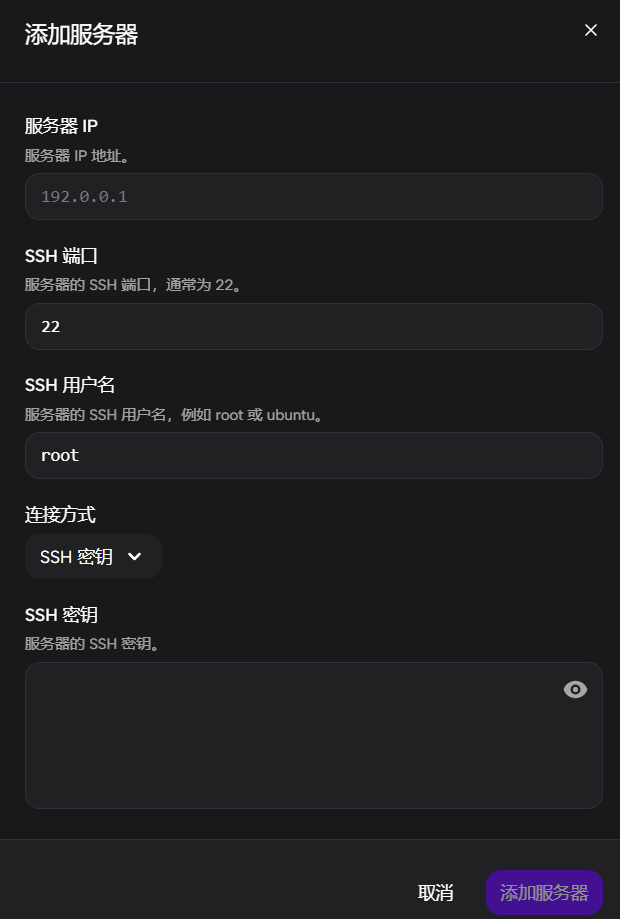 添加服务器
服务器 IP
服务器 IP 地址。
192.0.0.1
SSH 端口
服务器的 SSH 端口，通常为 22。
22
SSH 用户名
服务器的 SSH 用户名，例如 root 或 ubuntu。
root
连接方式
SSH 密钥
SSH 密钥
服务器的 SSH 密钥。
取消
添加服务器